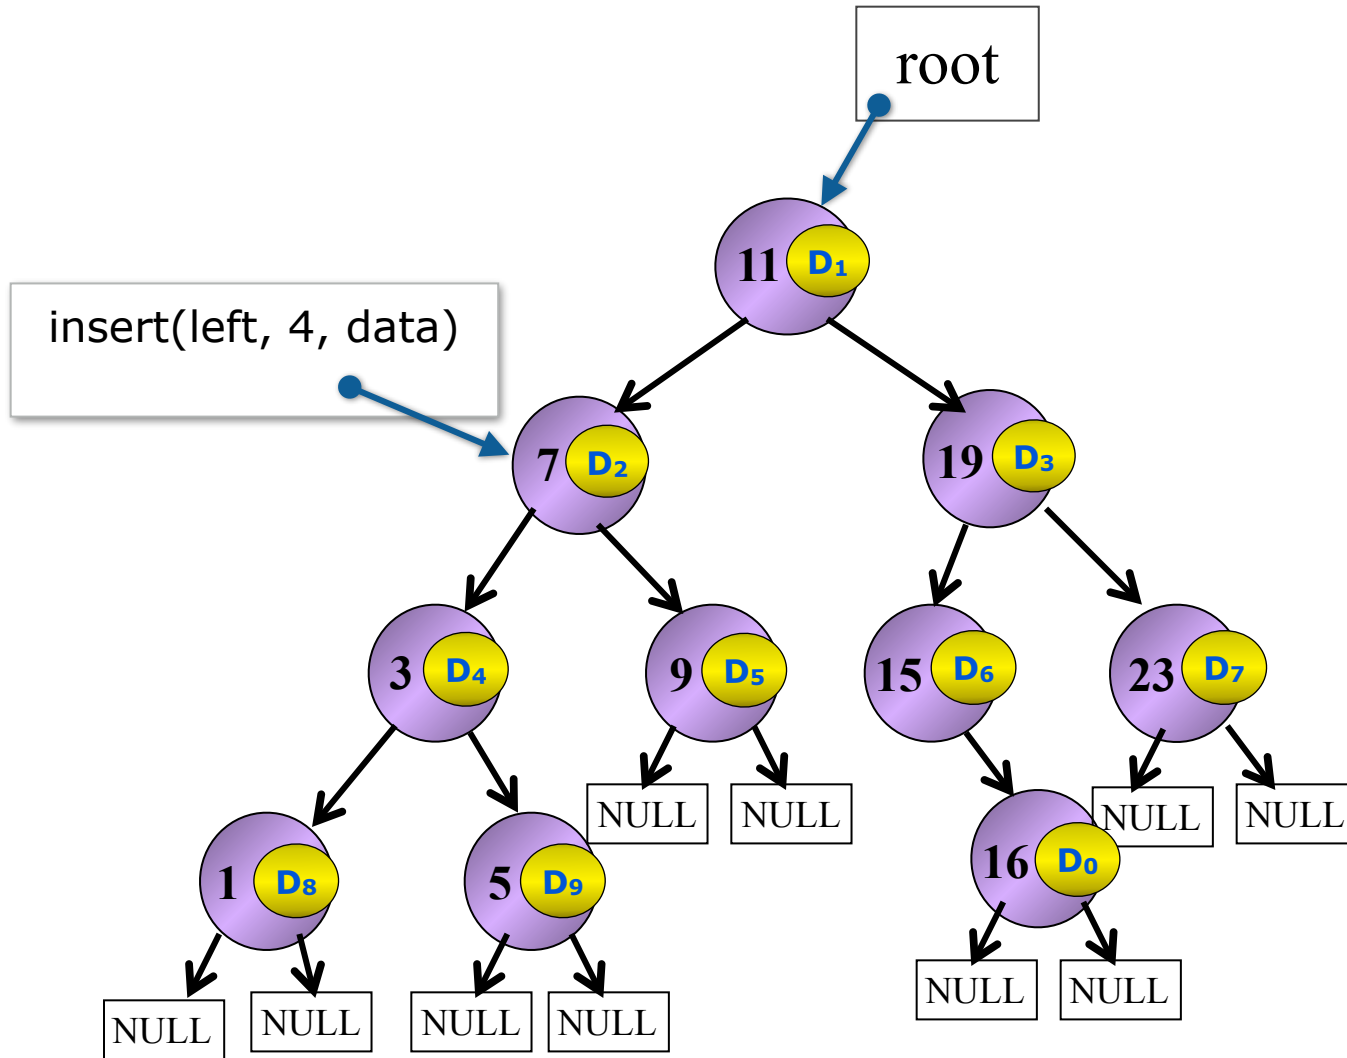 root
11 D₁
insert(left, 4, data)
7 D₂
19 D₃
3 D₄
9 D₅
15 D₆
23 D₇
NULL
NULL
NULL
NULL
1 D₈
5 D₉
16 D₀
NULL
NULL
NULL
NULL
NULL
NULL